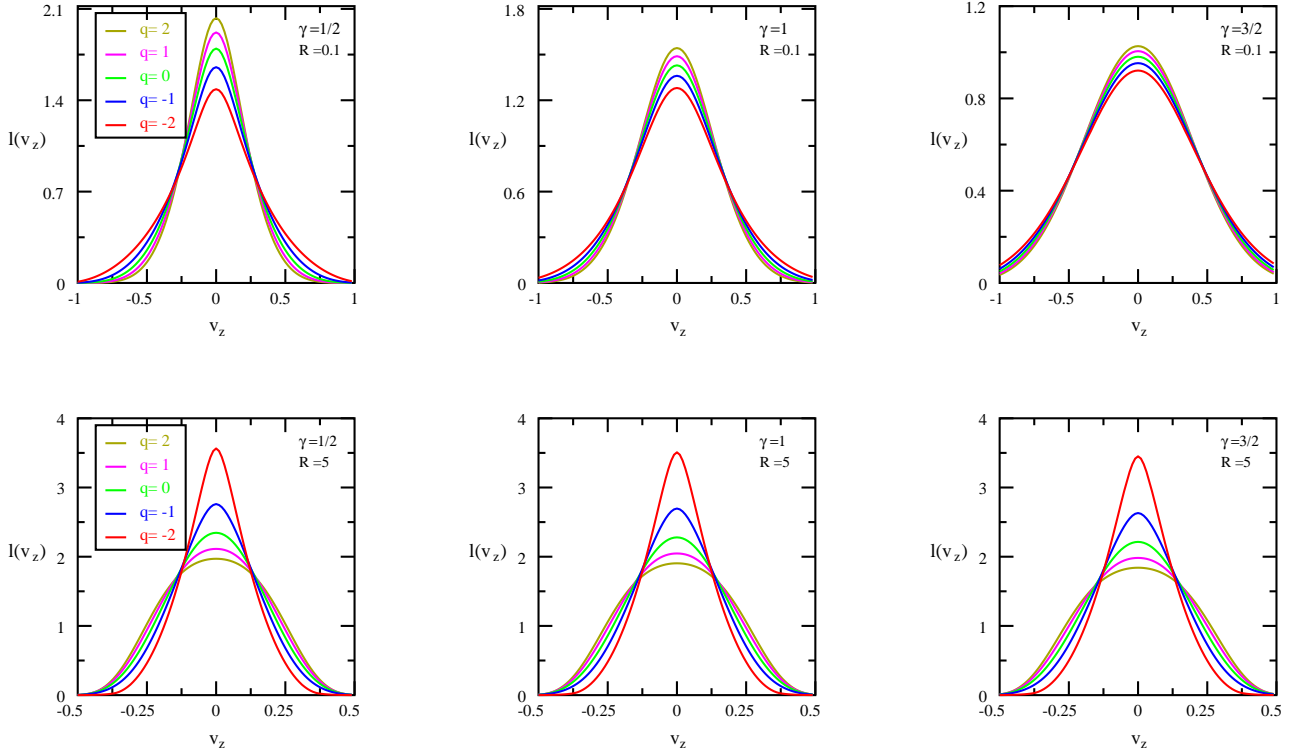 2.1
1.4
0.7
0
l(v_z)
q= 2
q= 1
q= 0
q= -1
q= -2
γ=1/2
R =0.1
-1 -0.5 0 0.5 1
v_z
1.8
1.2
0.6
0
l(v_z)
γ=1
R =0.1
-1 -0.5 0 0.5 1
v_z
1.2
0.8
0.4
0
l(v_z)
γ=3/2
R =0.1
-1 -0.5 0 0.5 1
v_z
4
3
2
1
0
l(v_z)
q= 2
q= 1
q= 0
q= -1
q= -2
γ=1/2
R =5
-0.5 -0.25 0 0.25 0.5
v_z
4
3
2
1
0
l(v_z)
γ=1
R =5
-0.5 -0.25 0 0.25 0.5
v_z
4
3
2
1
0
l(v_z)
γ=3/2
R =5
-0.5 -0.25 0 0.25 0.5
v_z